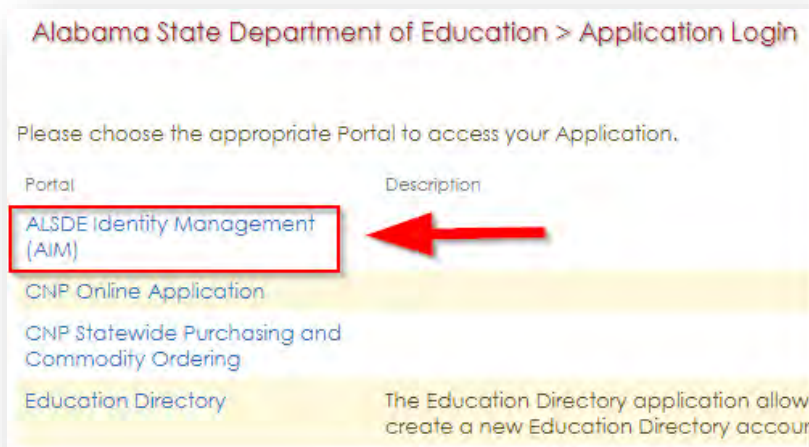 Alabama State Department of Education > Application Login
Please choose the appropriate Portal to access your Application.
Portal Description
ALSDE Identity Management
(AIM)
CNP Online Application
CNP Statewide Purchasing and
Commodity Ordering
Education Directory The Education Directory application allow
create a new Education Directory accour